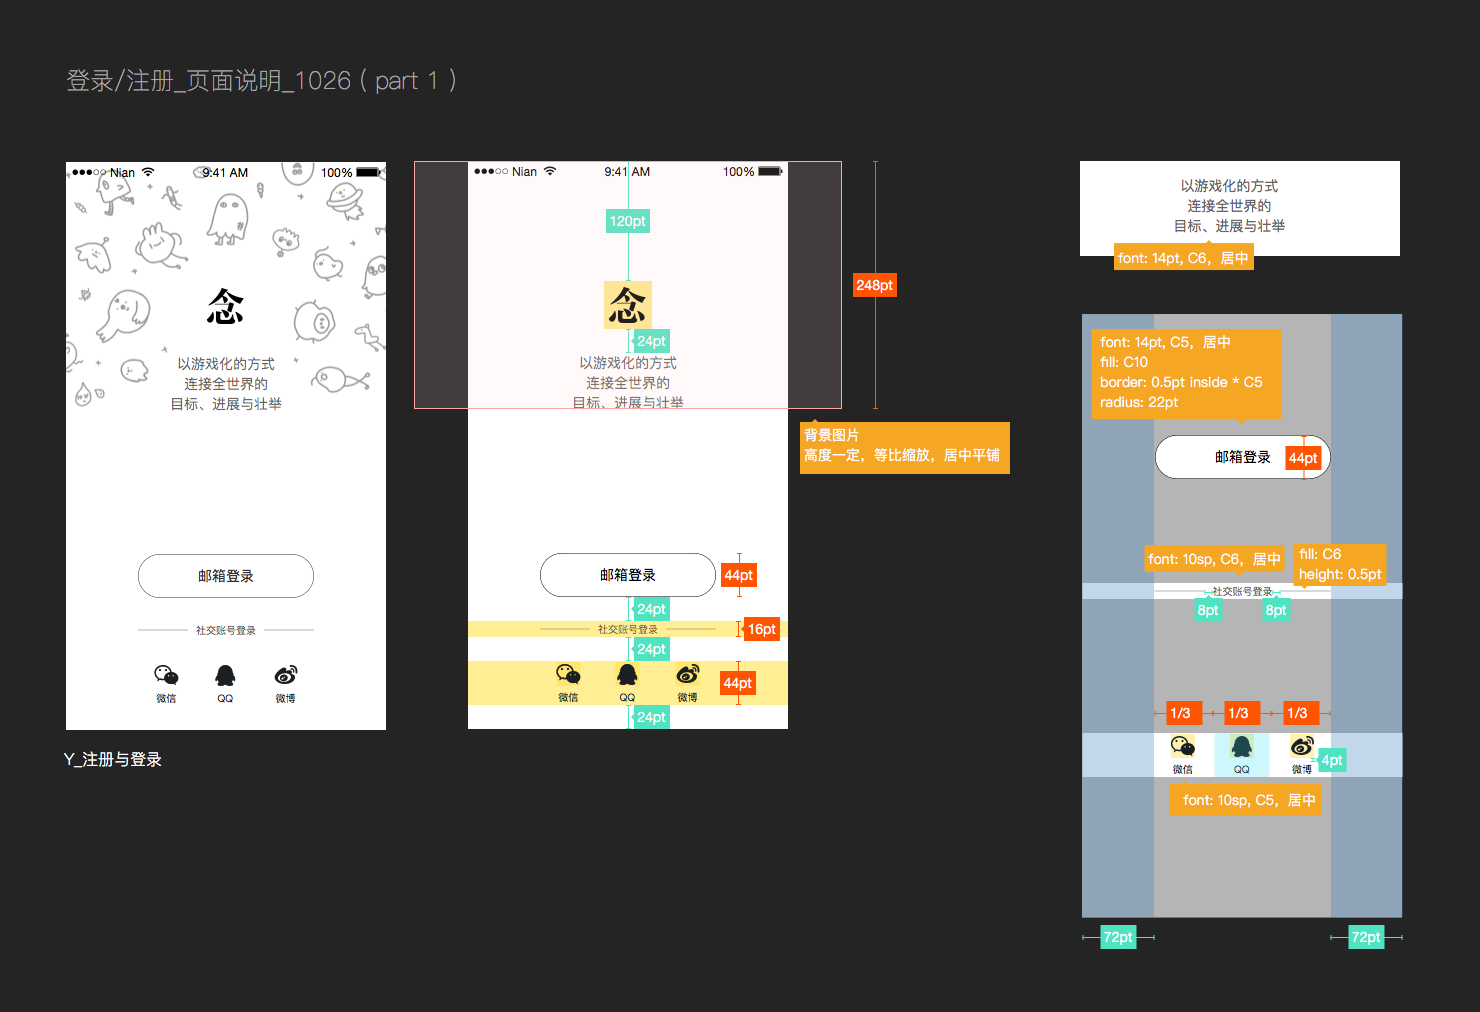 登录/注册_页面说明_1026 ( part 1 )
Nian
9:41 AM
100%
念
以游戏化的方式
连接全世界的
目标、进展与壮举
邮箱登录
社交账号登录
微信
QQ
微博
Y_注册与登录
Nian
9:41 AM
100%
120pt
248pt
念
24pt
以游戏化的方式
连接全世界的
目标、进展与壮举
背景图片
高度一定，等比缩放，居中平铺
邮箱登录
44pt
24pt
社交账号登录
16pt
24pt
44pt
微信
QQ
微博
24pt
以游戏化的方式
连接全世界的
目标、进展与壮举
font: 14pt, C6，居中
font: 14pt, C5，居中
fill: C10
border: 0.5pt inside * C5
radius: 22pt
邮箱登录
44pt
font: 10sp, C6，居中
fill: C6
height: 0.5pt
社交账号登录
8pt
8pt
1/3
1/3
1/3
微信
QQ
微博
4pt
font: 10sp, C5，居中
72pt
72pt